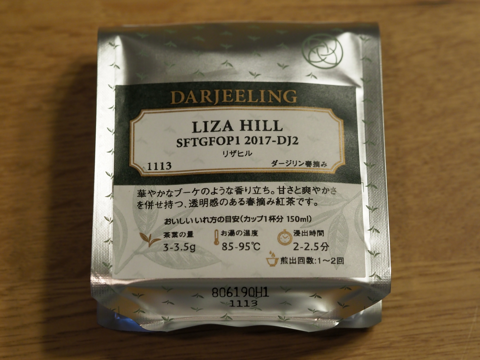 DARJEELING
LIZA HILL
SFTGFOP1 2017-DJ2
リザヒル
1113 ダージリン春摘み
華やかなブーケのような香り立ち。甘さと爽やかさ
を併せ持つ、透明感のある春摘み紅茶です。
おいしいいれ方の目安(カップ1杯分 150ml)
茶葉の量 お湯の温度 浸出時間
3-3.5g 85-95℃ 2-2.5分
煎出回数:1~2回
80619OH1
1113